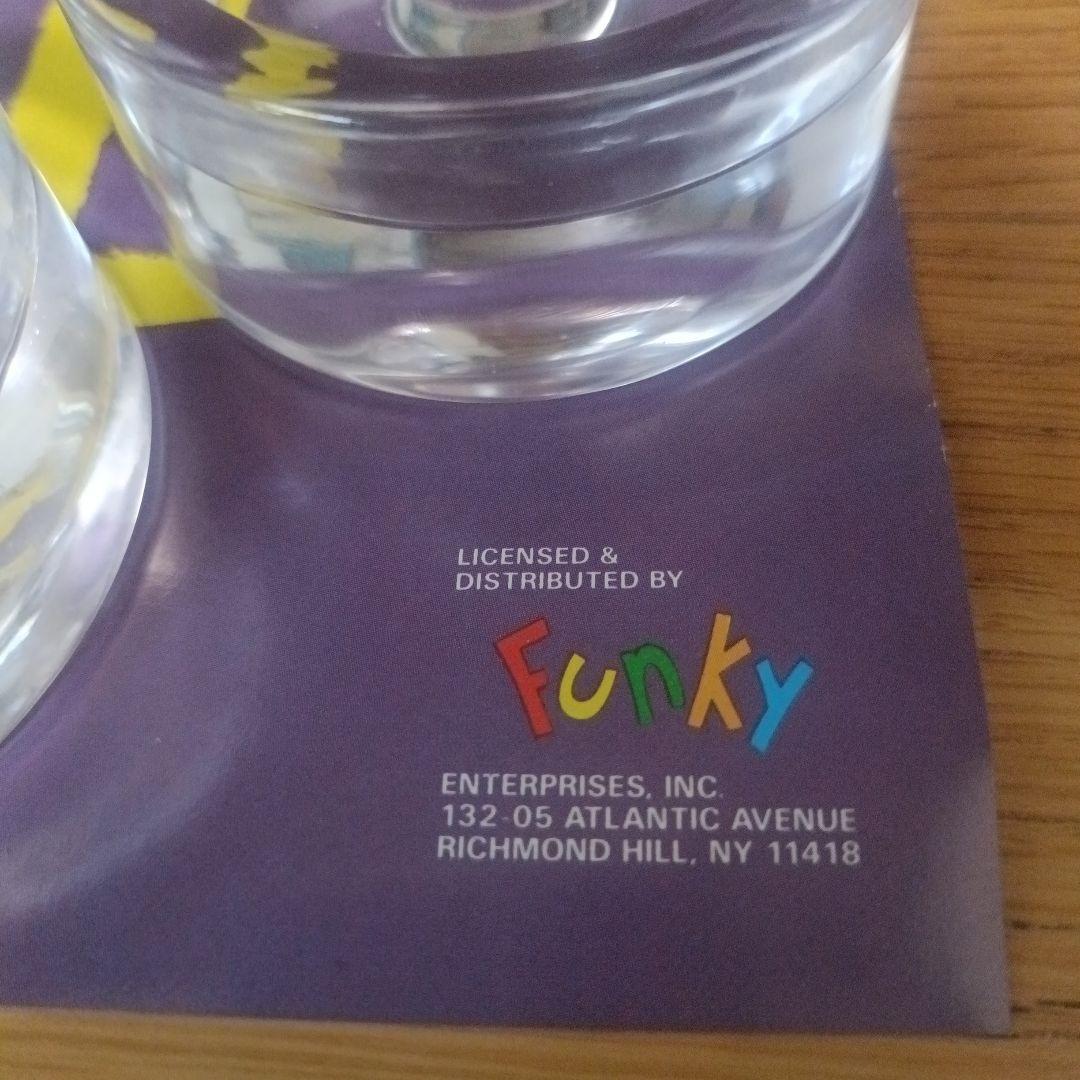 LICENSED &
DISTRIBUTED BY
Funky
ENTERPRISES, INC.
132-05 ATLANTIC AVENUE
RICHMOND HILL, NY 11418